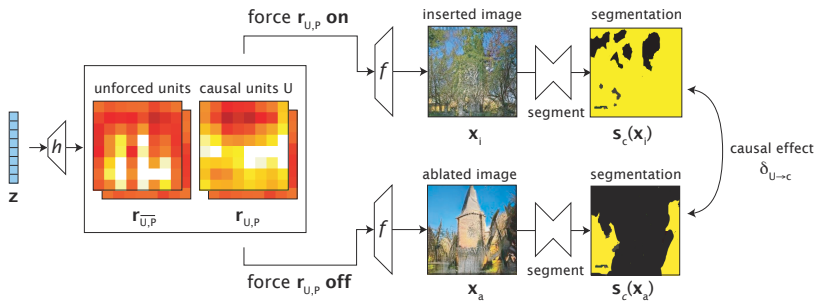 force r_U,P on
inserted image
segmentation
unforced units
causal units U
f
h
x_i
segment
s_c(x_i)
z
causal effect
δ_U→c
ablated image
segmentation
r_U̅,̅P̅
r_U,P
f
segment
force r_U,P off
x_a
s_c(x_a)